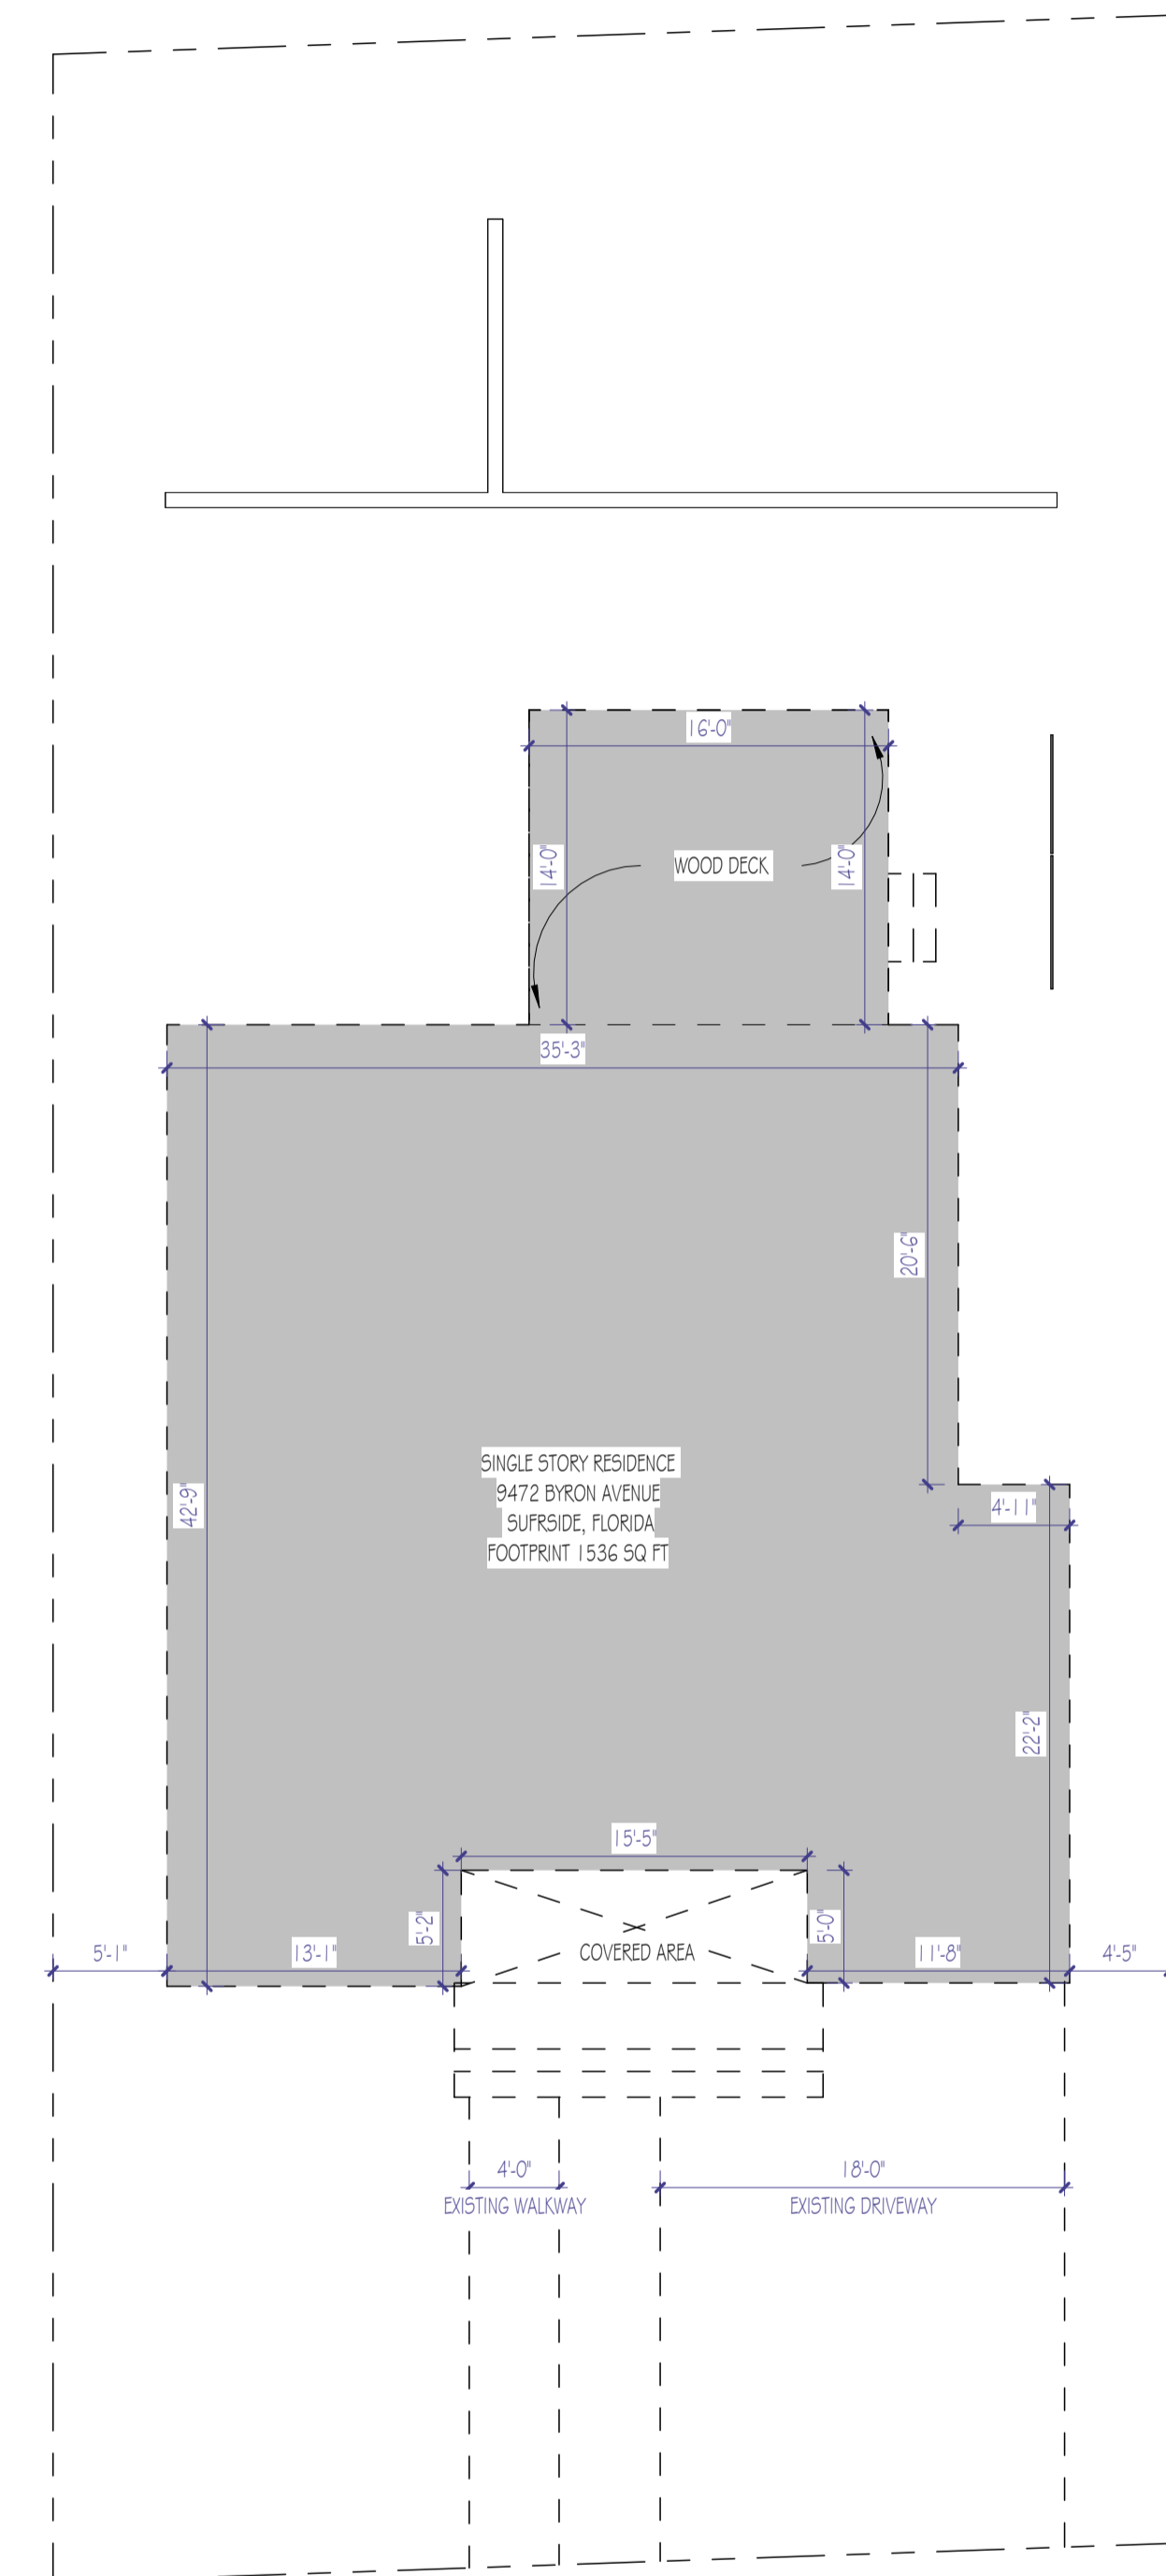 16'-0"
14'-0"
WOOD DECK
14'-0"
35'-3"
20'-6"
SINGLE STORY RESIDENCE
9472 BYRON AVENUE
SUFRSIDE, FLORIDA
FOOTPRINT 1536 SQ FT
42'-9"
4'-11"
22'-2"
15'-5"
5'-2"
5'-0"
5'-1"
13'-1"
COVERED AREA
11'-8"
4'-5"
4'-0"
18'-0"
EXISTING WALKWAY
EXISTING DRIVEWAY